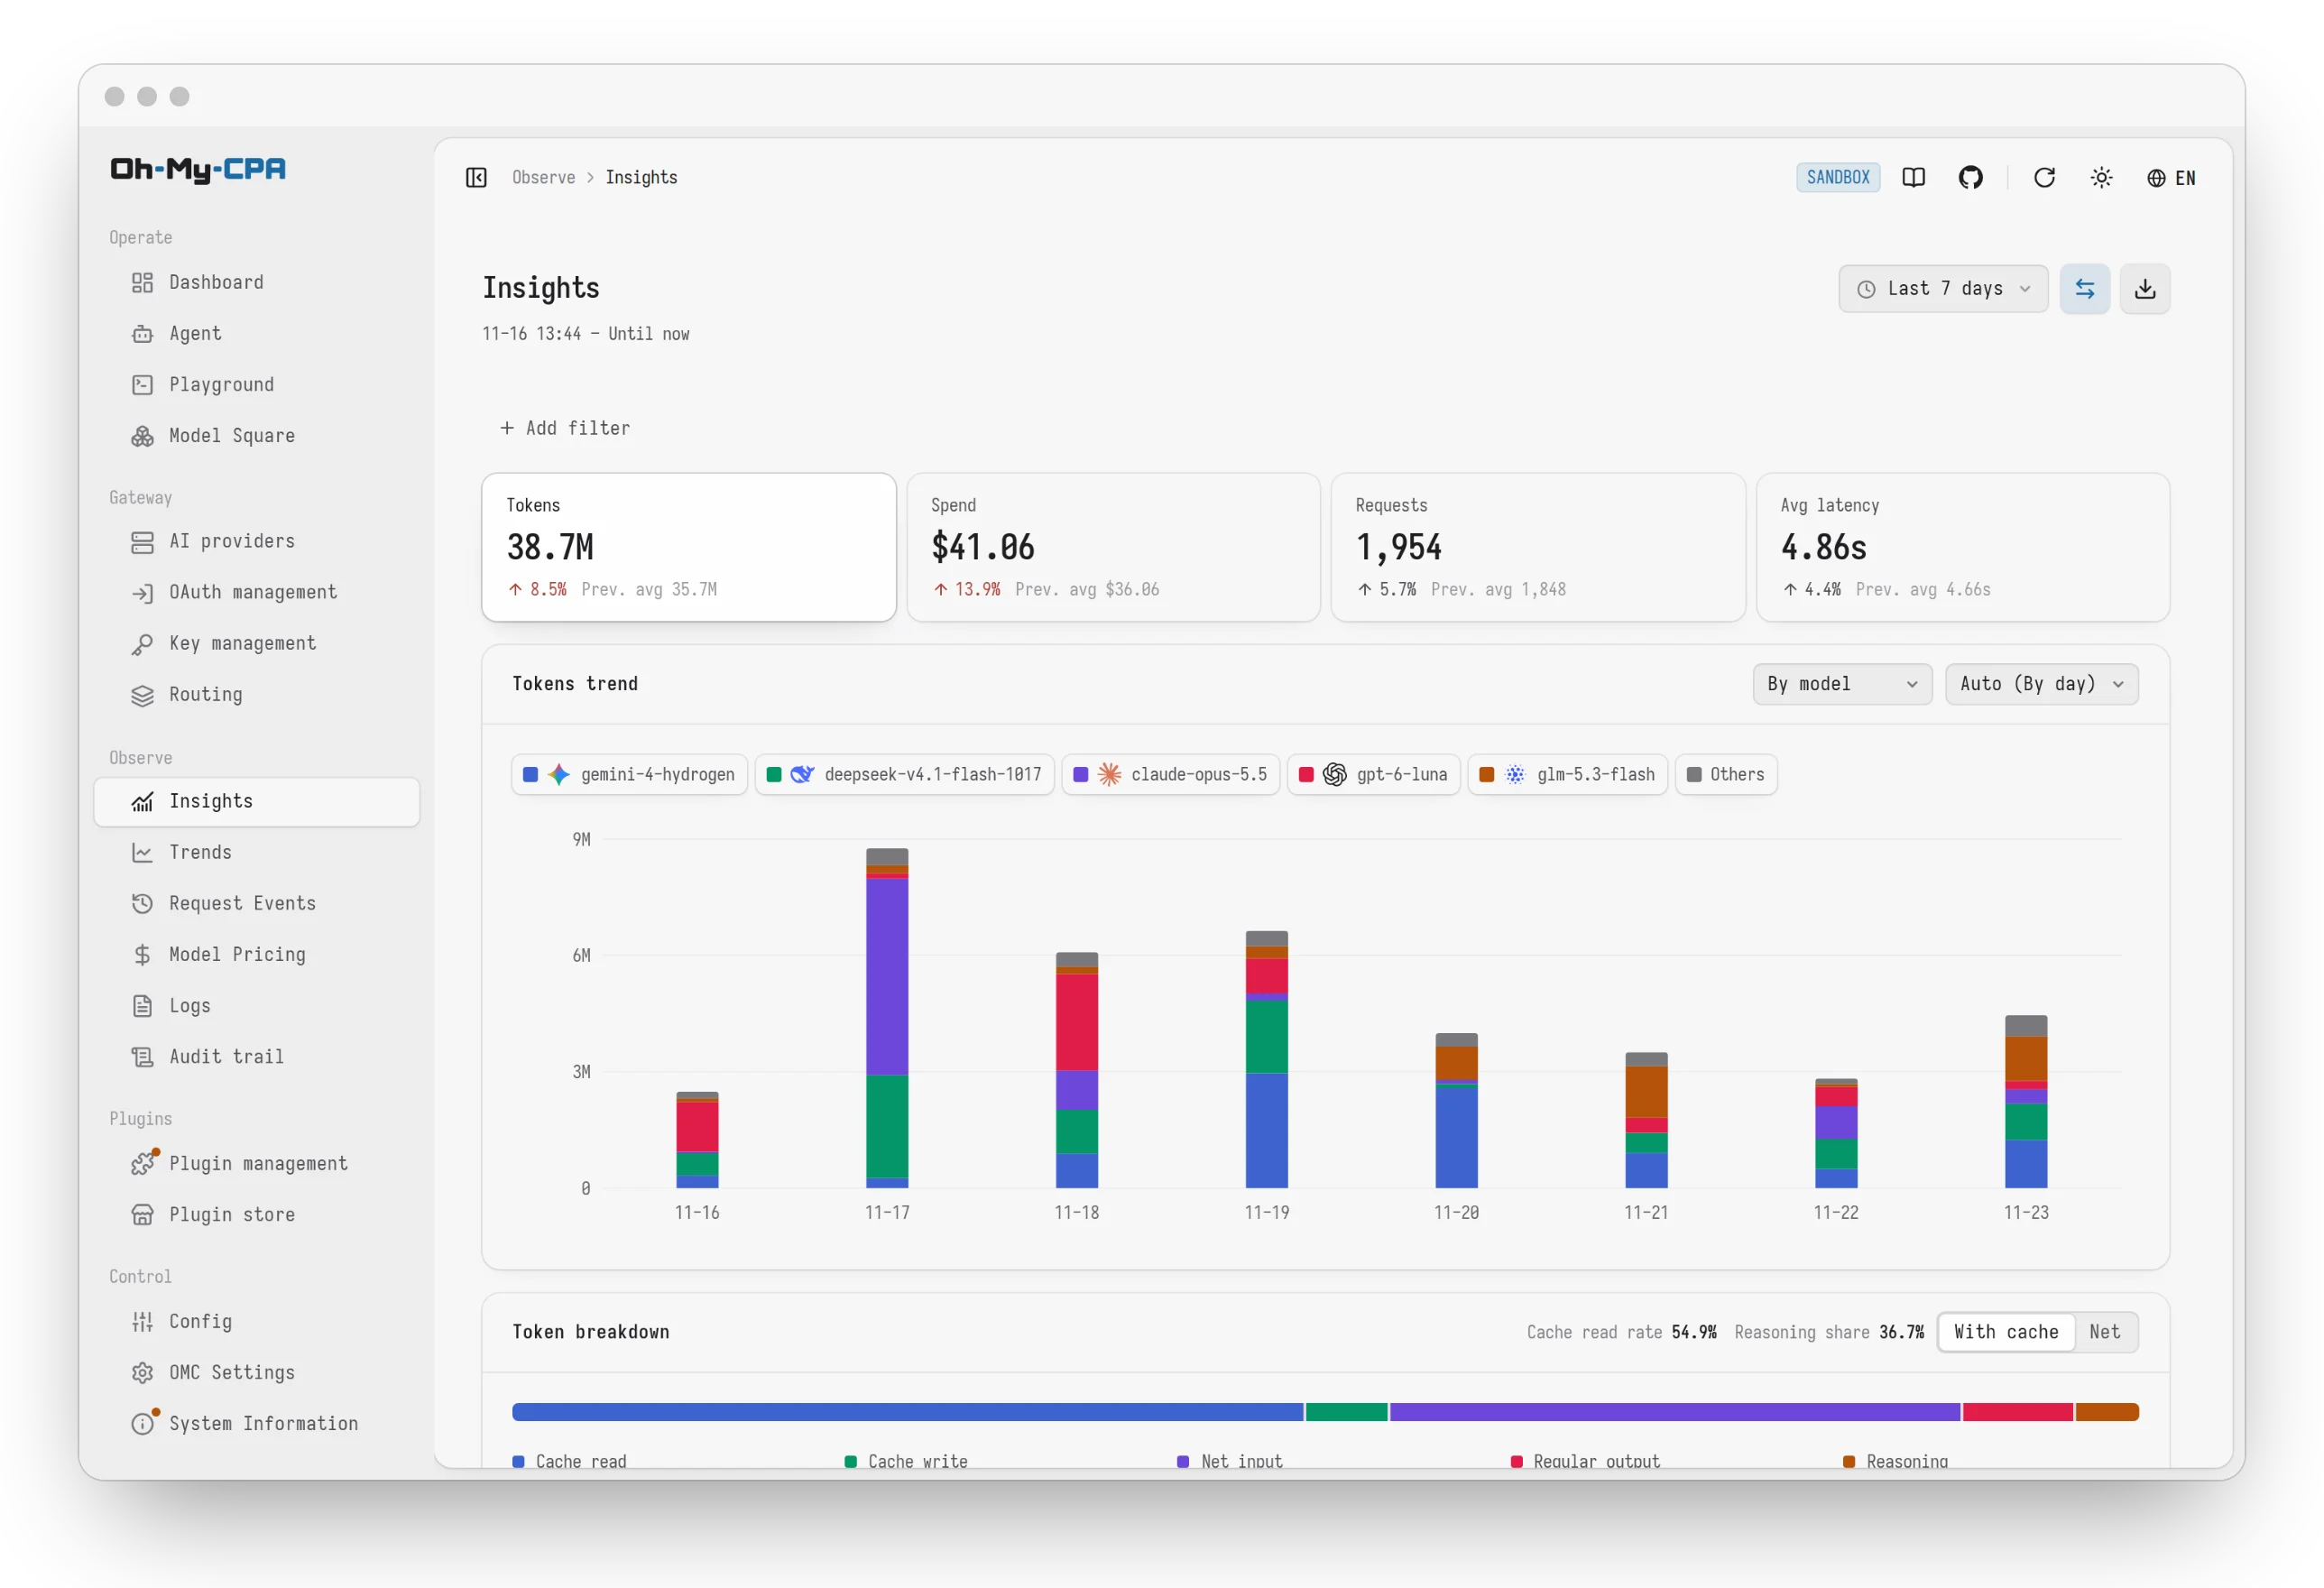 Oh-My-CPA
Operate
Dashboard
Agent
Playground
Model Square
Gateway
AI providers
OAuth management
Key management
Routing
Observe
Insights
Trends
Request Events
Model Pricing
Logs
Audit trail
Plugins
Plugin management
Plugin store
Control
Config
OMC Settings
System Information
Observe > Insights
SANDBOX
EN
Insights
11-16 13:44 – Until now
Last 7 days
+ Add filter
Tokens
38.7M
↑ 8.5% Prev. avg 35.7M
Spend
$41.06
↑ 13.9% Prev. avg $36.06
Requests
1,954
↑ 5.7% Prev. avg 1,848
Avg latency
4.86s
↑ 4.4% Prev. avg 4.66s
Tokens trend
By model
Auto (By day)
gemini-4-hydrogen
deepseek-v4.1-flash-1017
claude-opus-5.5
gpt-6-luna
glm-5.3-flash
Others
9M
6M
3M
0
11-16
11-17
11-18
11-19
11-20
11-21
11-22
11-23
Token breakdown
Cache read rate 54.9% Reasoning share 36.7%
With cache
Net
Cache read
Cache write
Net input
Regular output
Reasoning